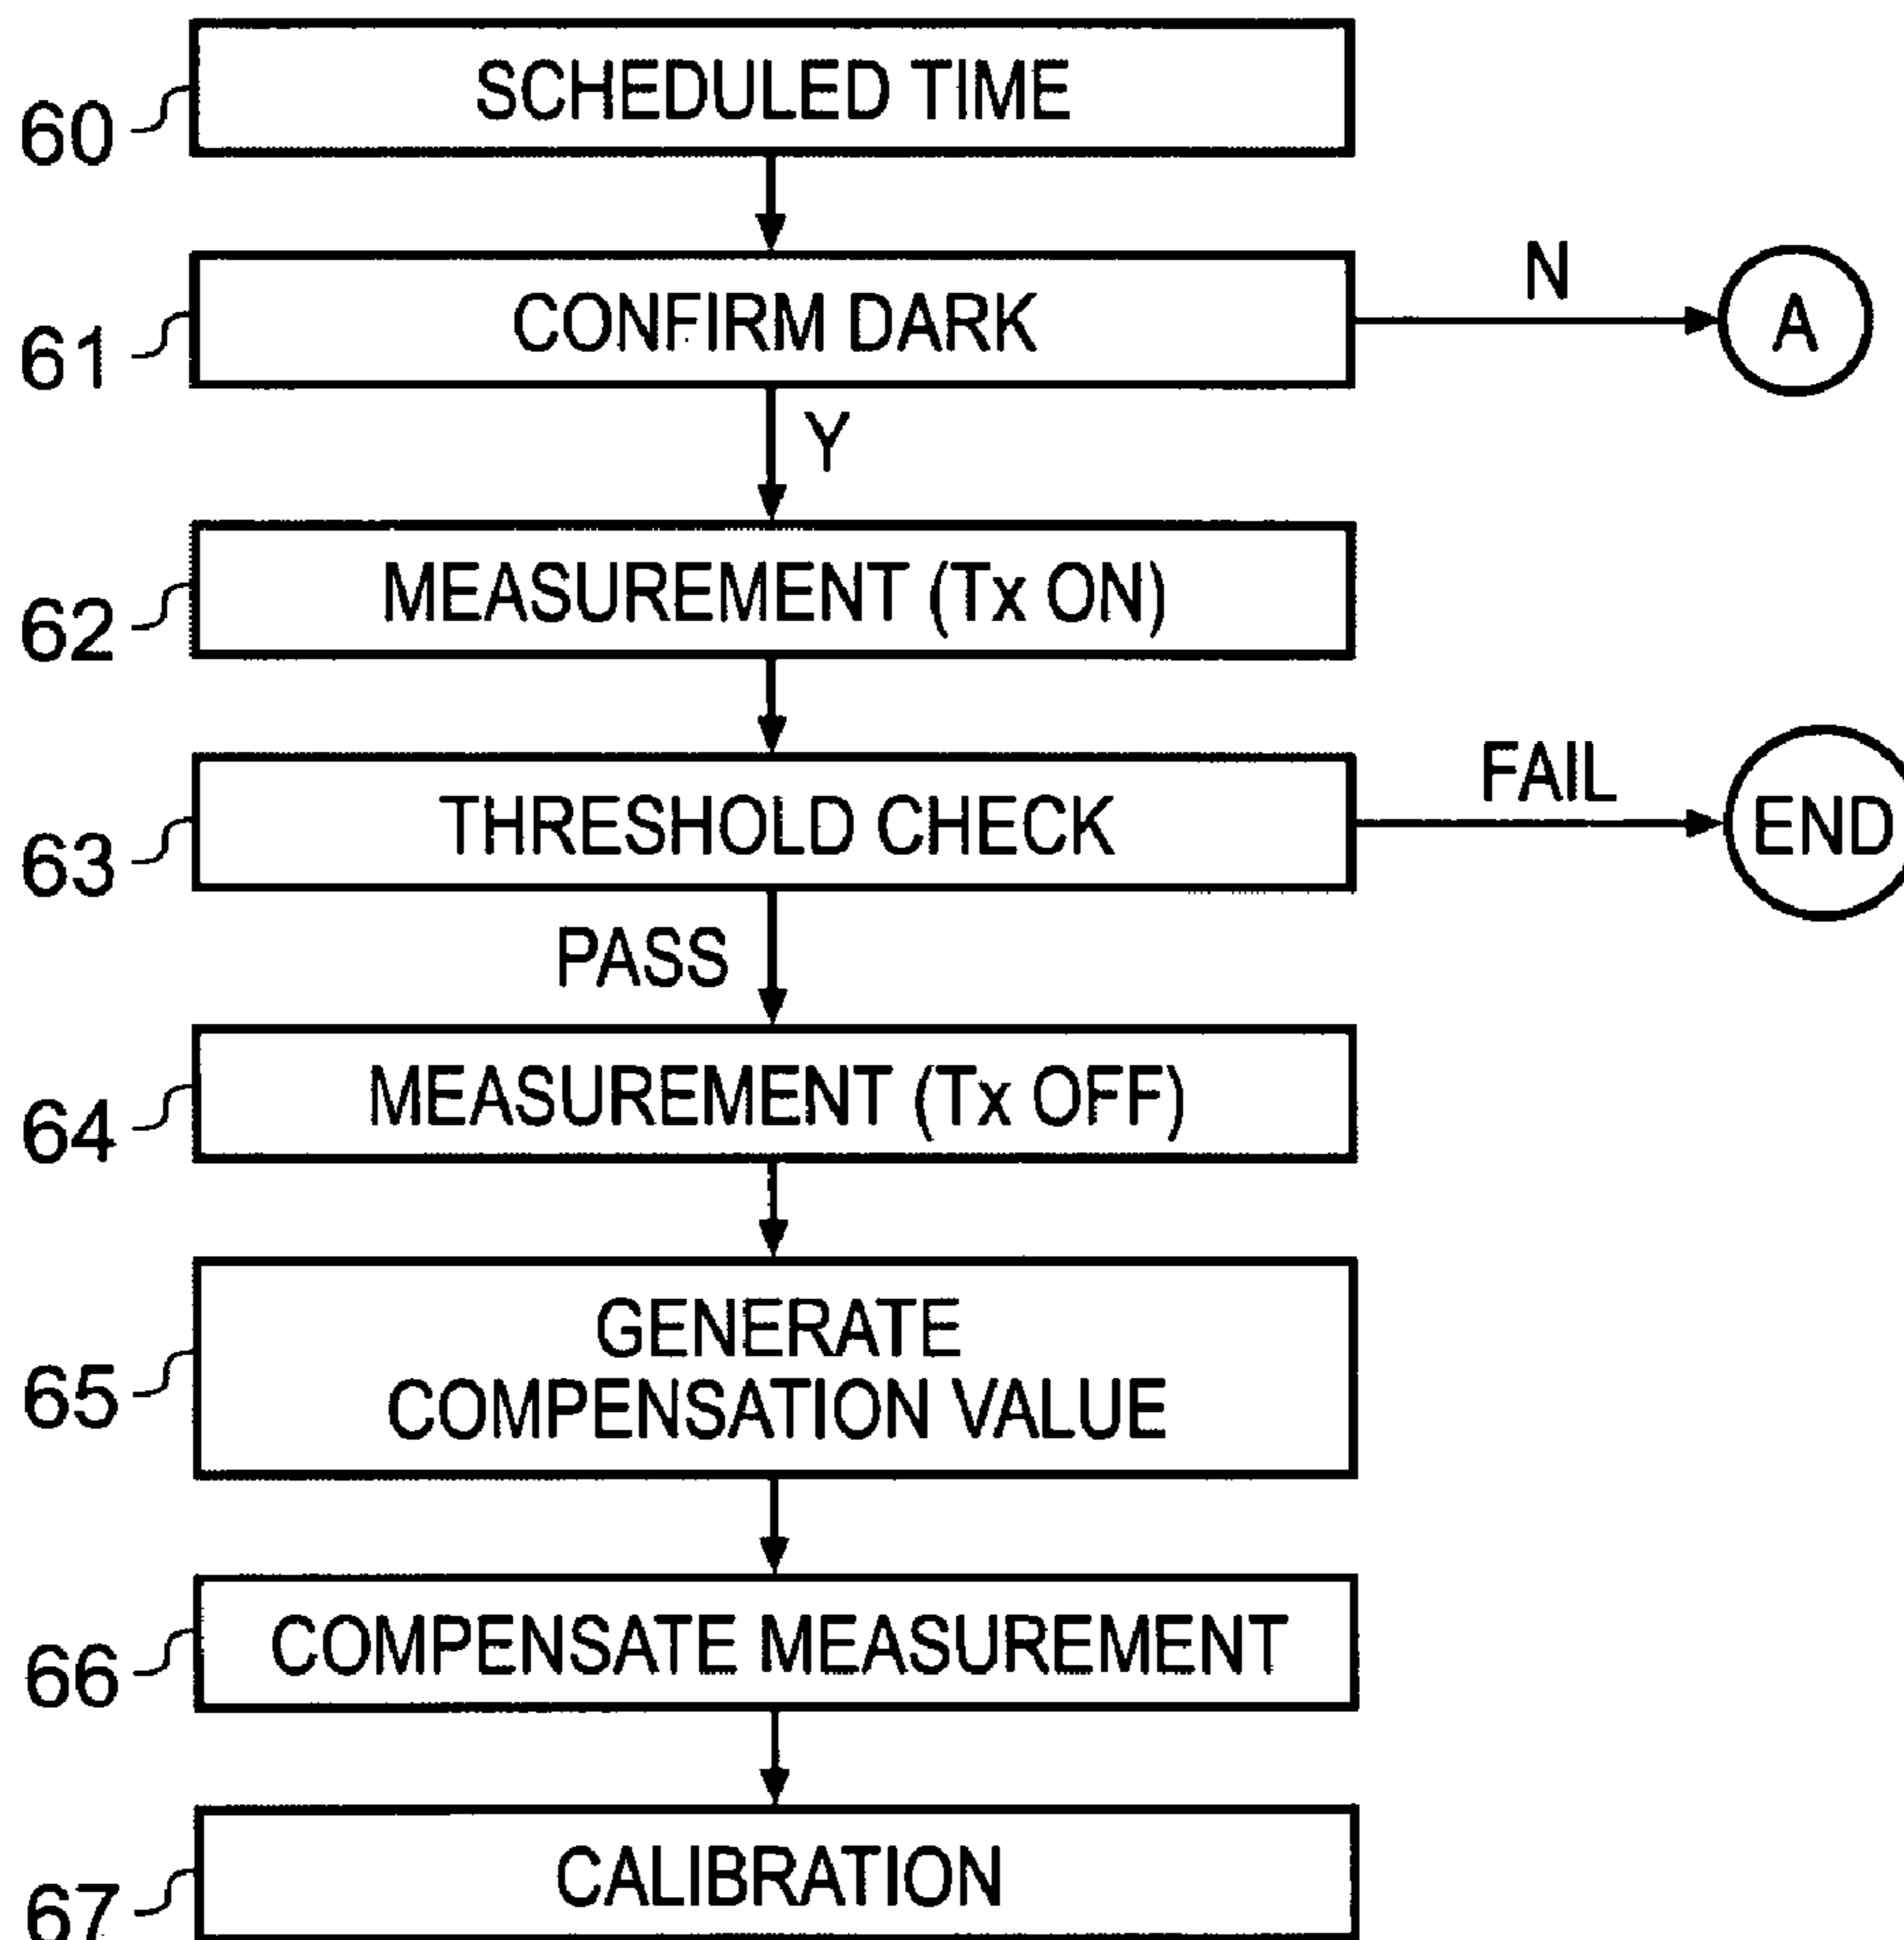 60
SCHEDULED TIME
61
CONFIRM DARK
N
A
Y
62
MEASUREMENT (Tx ON)
63
THRESHOLD CHECK
FAIL
END
PASS
64
MEASUREMENT (Tx OFF)
65
GENERATE
COMPENSATION VALUE
66
COMPENSATE MEASUREMENT
67
CALIBRATION